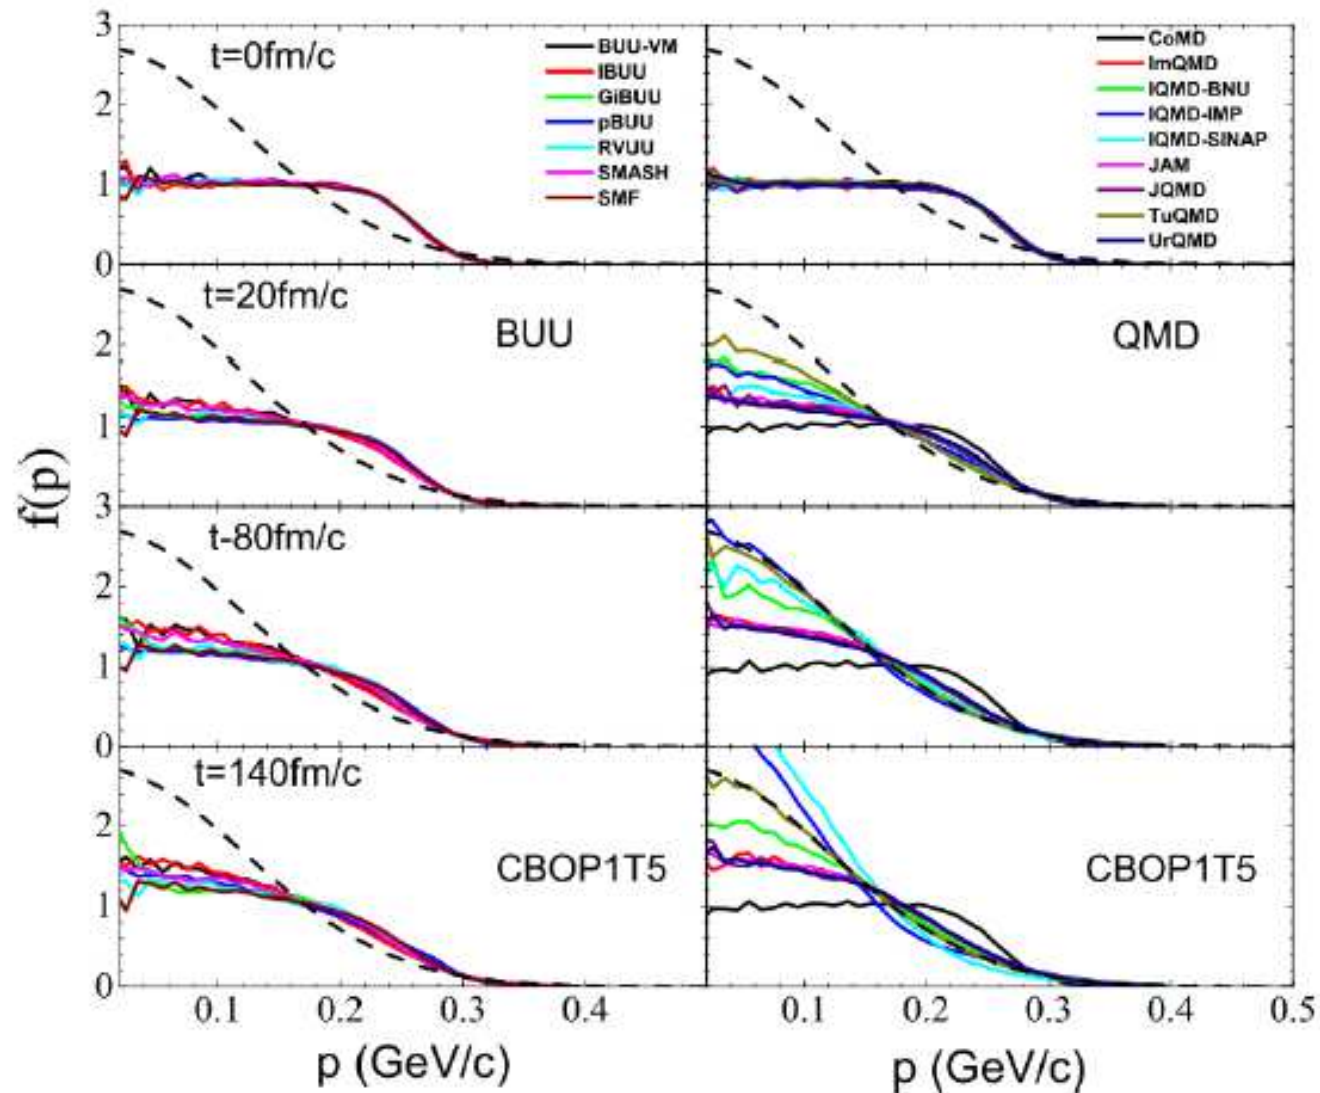 t=0fm/c
BUU-VM
IBUU
GiBUU
pBUU
RVUU
SMASH
SMF
CoMD
ImQMD
IQMD-BNU
IQMD-IMP
IQMD-SINAP
JAM
JQMD
TuQMD
UrQMD
3
2
1
0
t=20fm/c
BUU
QMD
2
1
3
t-80fm/c
2
1
0
t=140fm/c
CBOP1T5
CBOP1T5
2
1
0
0.1 0.2 0.3 0.4 0.1 0.2 0.3 0.4 0.5
f(p)
p (GeV/c) p (GeV/c)